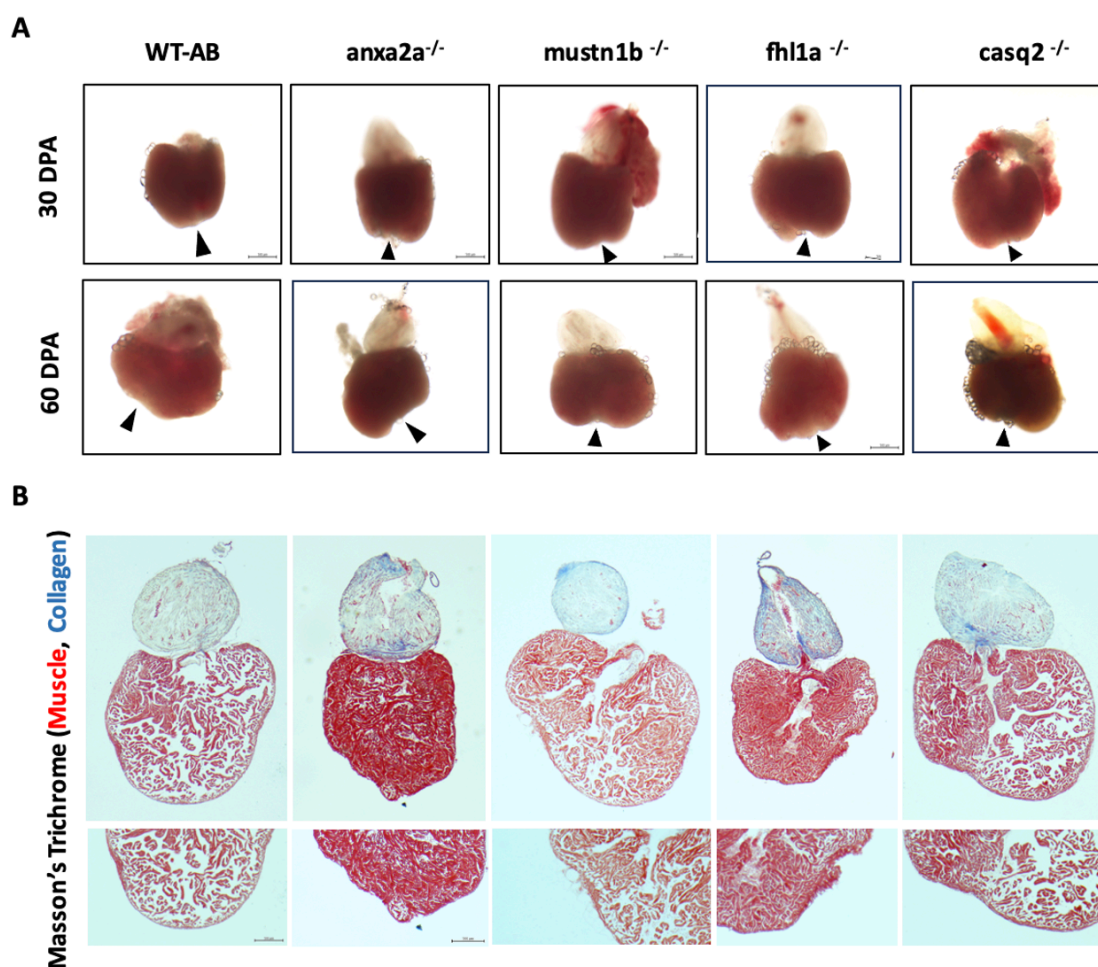 A
WT-AB anxa2a-/- mustn1b -/- fhl1a -/- casq2 -/-
30 DPA
60 DPA
B
Masson's Trichrome (Muscle, Collagen)